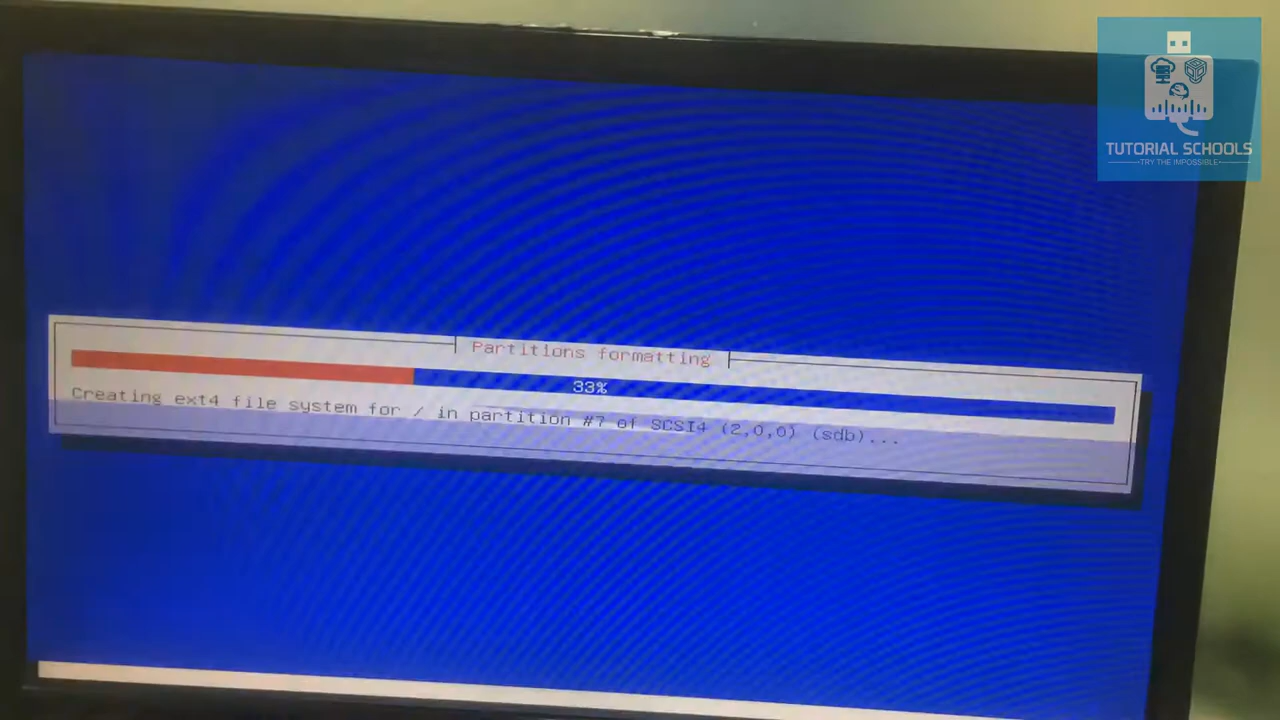 TUTORIAL SCHOOLS
TRY THE IMPOSSIBLE
Partitions formatting
33%
Creating ext4 file system for / in partition #7 of SCSI4 (2,0,0) (sdb)...